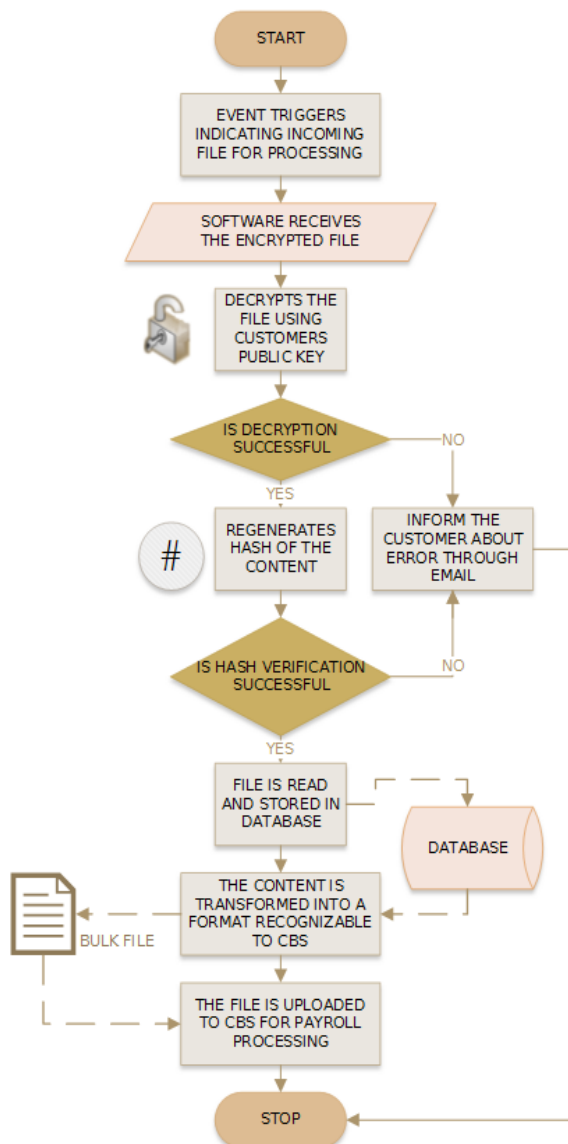 START
EVENT TRIGGERS
INDICATING INCOMING
FILE FOR PROCESSING
SOFTWARE RECEIVES
THE ENCRYPTED FILE
DECRYPTS THE
FILE USING
CUSTOMERS
PUBLIC KEY
IS DECRYPTION
SUCCESSFUL
NO
YES
REGENERATES
HASH OF THE
CONTENT
#
INFORM THE
CUSTOMER ABOUT
ERROR THROUGH
EMAIL
IS HASH VERIFICATION
SUCCESSFUL
NO
YES
FILE IS READ
AND STORED IN
DATABASE
DATABASE
THE CONTENT IS
TRANSFORMED INTO A
FORMAT RECOGNIZABLE
TO CBS
BULK FILE
THE FILE IS UPLOADED
TO CBS FOR PAYROLL
PROCESSING
STOP